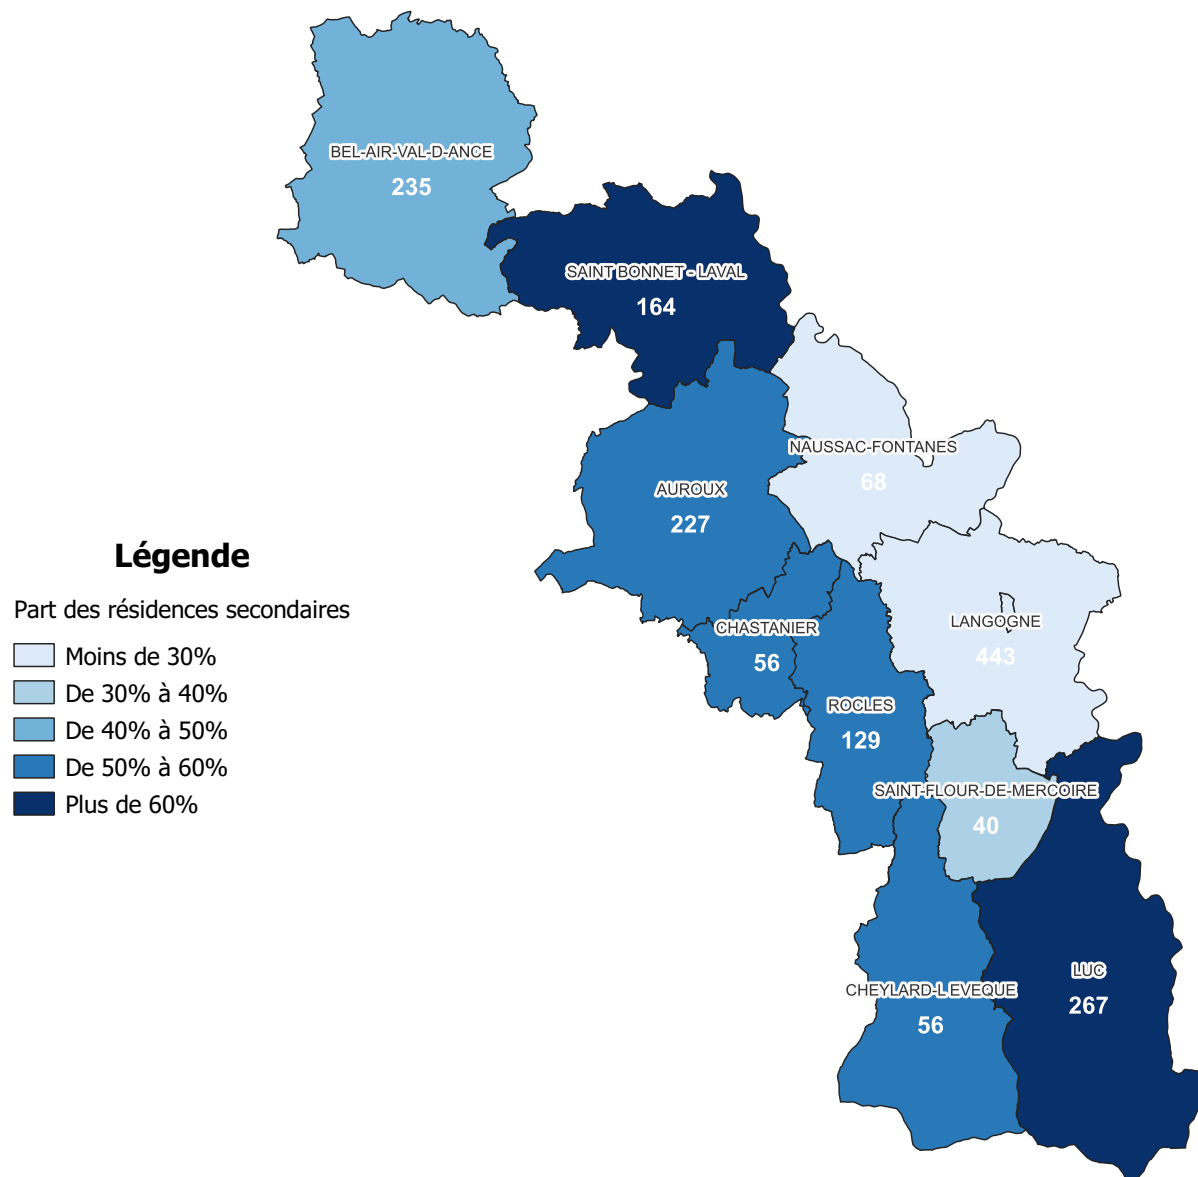 BEL-AIR-VAL-D-ANCE
235
SAINT BONNET - LAVAL
164
NAUSSAC-FONTANES
68
AUROUX
227
Légende
Part des résidences secondaires
Moins de 30%
De 30% à 40%
De 40% à 50%
De 50% à 60%
Plus de 60%
CHASTANIER
56
LANGOGNE
443
ROCLES
129
SAINT-FLOUR-DE-MERCOIRE
40
LUC
267
CHEYLARD-L EVEQUE
56